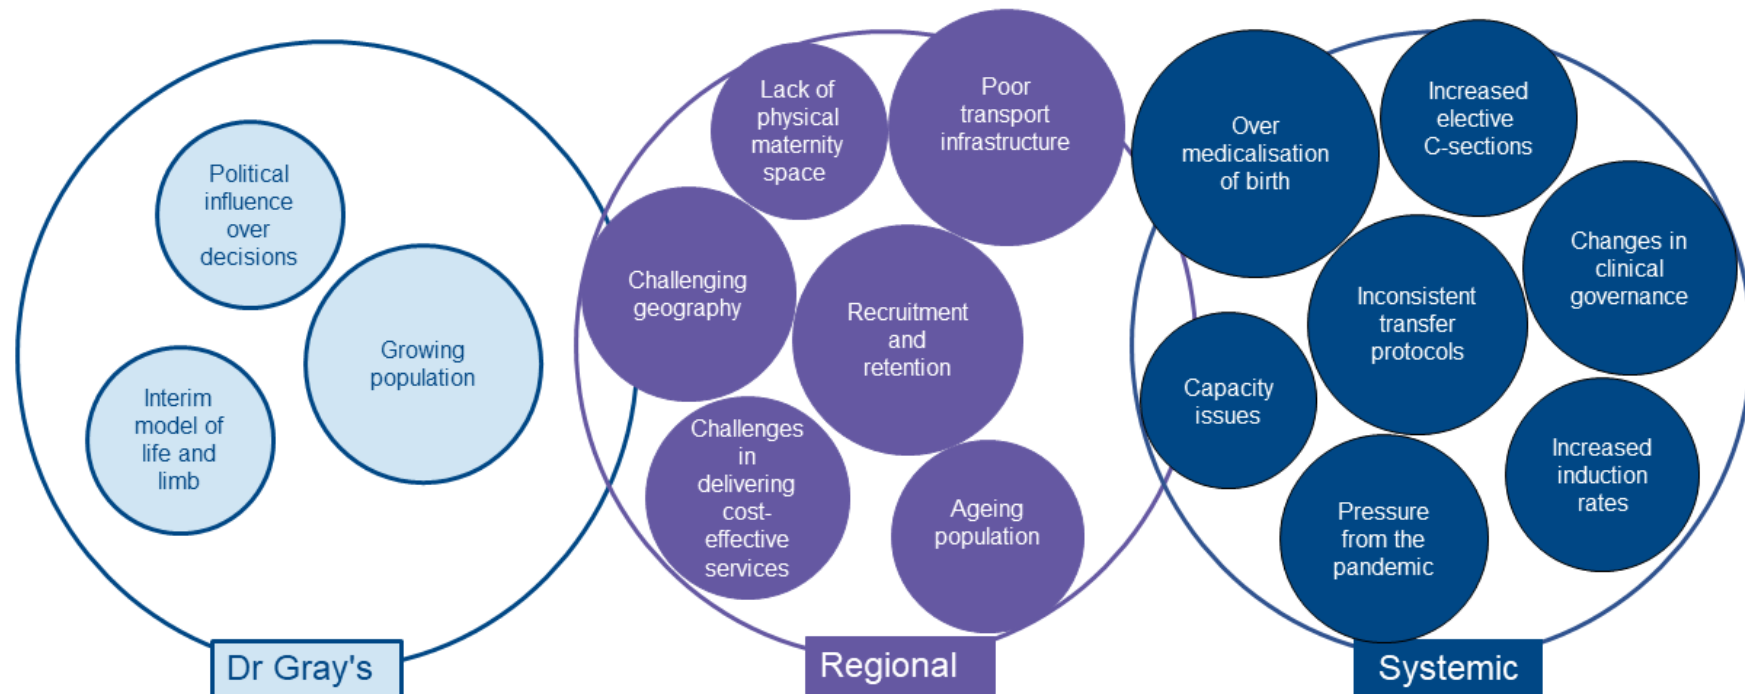 Political
influence
over
decisions
Growing
population
Interim
model of
life and
limb
Dr Gray's
Lack of
physical
maternity
space
Poor
transport
infrastructure
Challenging
geography
Recruitment
and
retention
Challenges
in
delivering
cost-
effective
services
Ageing
population
Regional
Over
medicalisation
of birth
Increased
elective
C-sections
Changes in
clinical
governance
Inconsistent
transfer
protocols
Capacity
issues
Increased
induction
rates
Pressure
from the
pandemic
Systemic